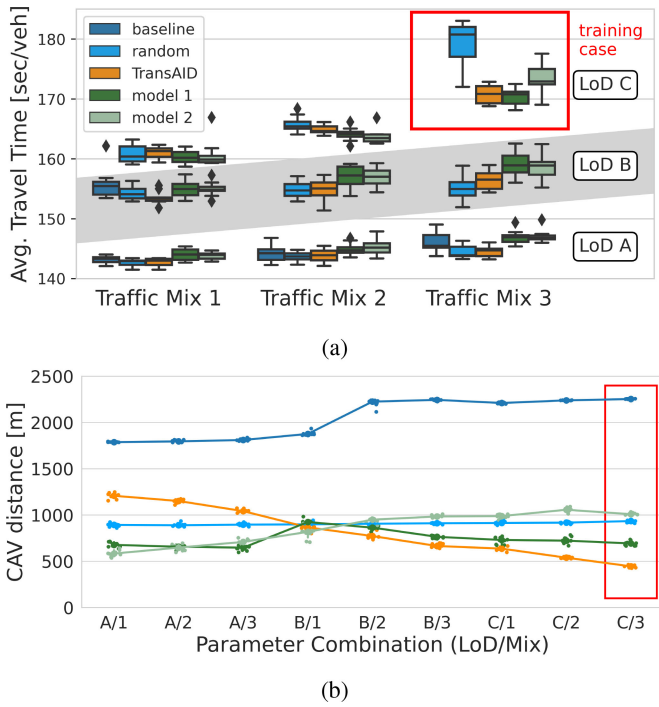 Avg. Travel Time [sec/veh]
180
170
160
150
140
baseline
random
TransAID
model 1
model 2
training
case
LoD C
LoD B
LoD A
Traffic Mix 1
Traffic Mix 2
Traffic Mix 3
(a)
CAV distance [m]
2500
2000
1500
1000
500
0
A/1
A/2
A/3
B/1
B/2
B/3
C/1
C/2
C/3
Parameter Combination (LoD/Mix)
(b)